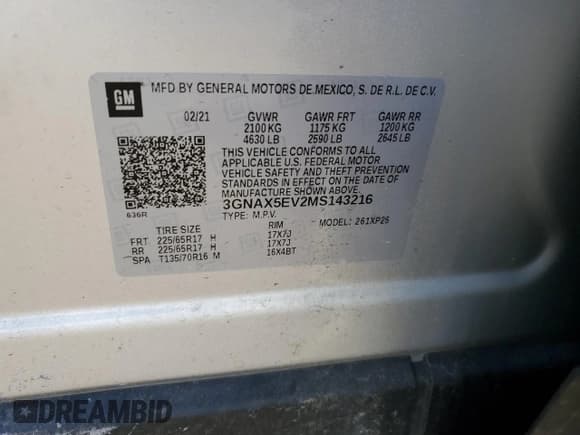 GM
MFD BY GENERAL MOTORS DE MEXICO, S. DE R.L. DE C.V.
02/21 GVWR GAWR FRT GAWR RR
2100 KG 1175 KG 1200 KG
4630 LB 2590 LB 2645 LB
THIS VEHICLE CONFORMS TO ALL
APPLICABLE U.S. FEDERAL MOTOR
VEHICLE SAFETY AND THEFT PREVENTION
STANDARDS IN EFFECT ON THE DATE OF
MANUFACTURE SHOWN ABOVE.
3GNAX5EV2MS143216
636R TYPE: M.P.V. MODEL: 261XP26
TIRE SIZE RIM
FRT 225/65R17 H 17X7J
RR 225/65R17 H 17X7J
SPA T135/70R16 M 16X4BT
DREAMBID